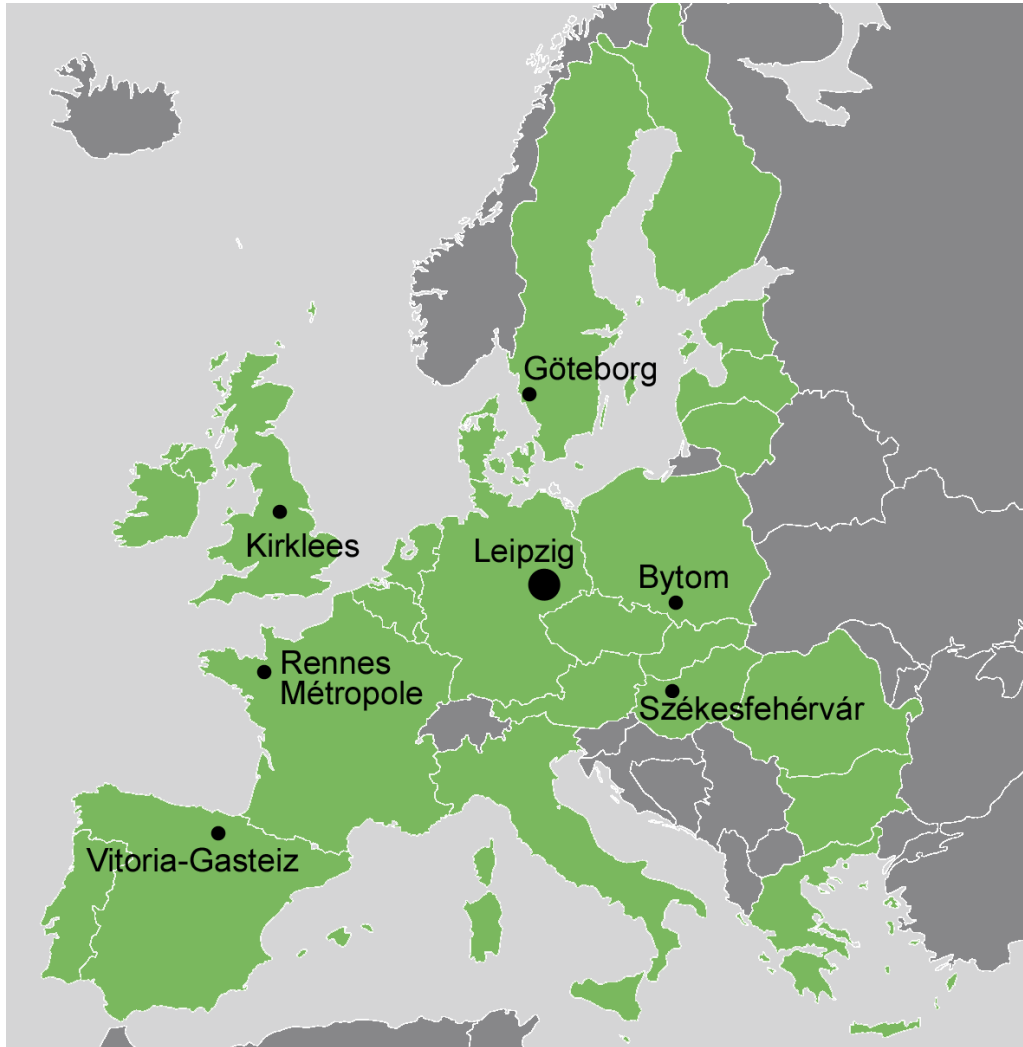 Göteborg
Kirklees
Leipzig
Bytom
Rennes
Métropole
Székesfehérvár
Vitoria-Gasteiz